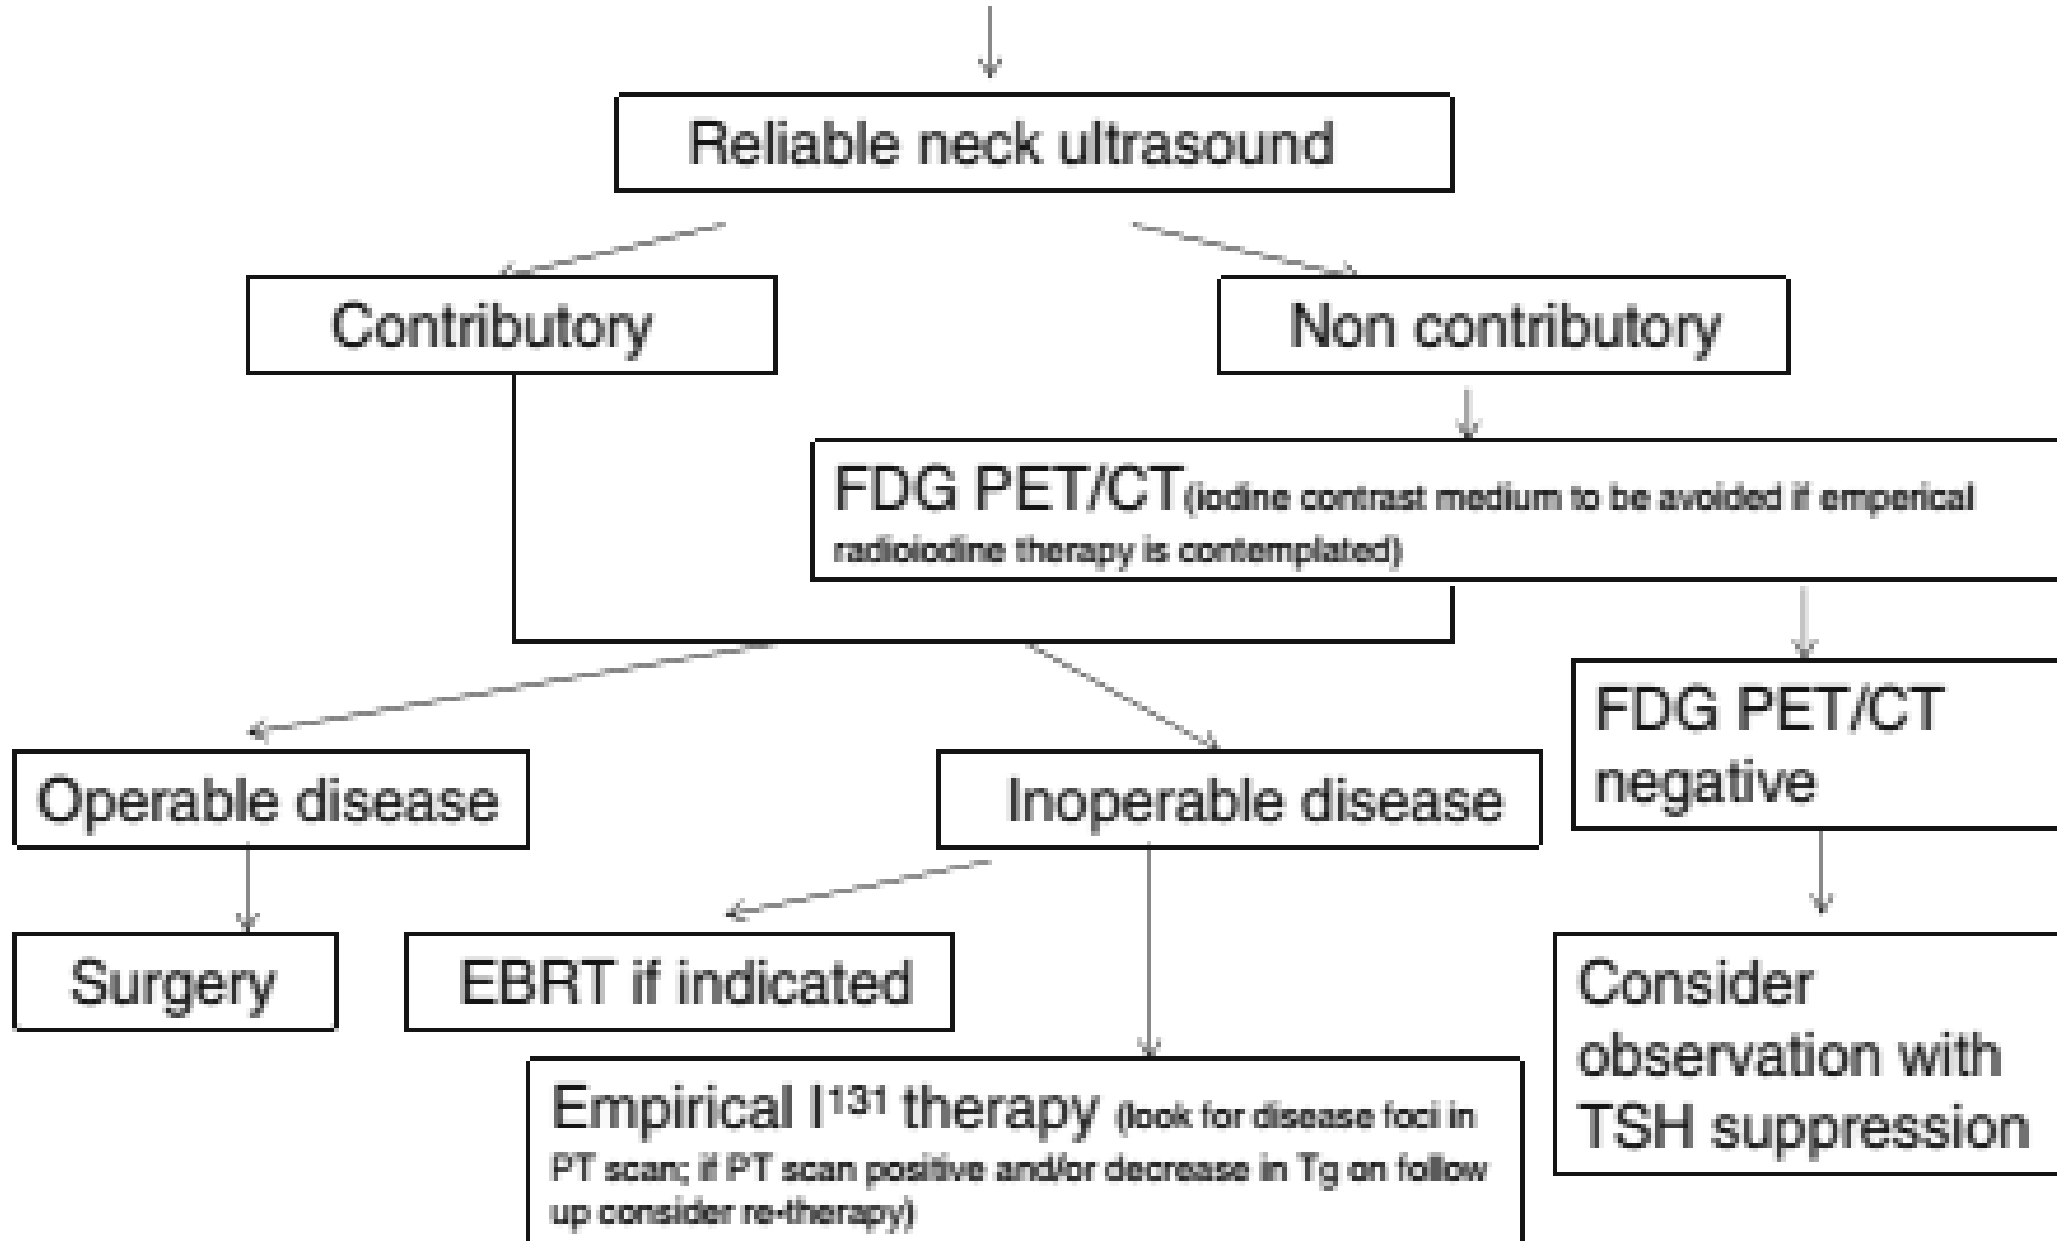 Reliable neck ultrasound
Contributory
Non contributory
FDG PET/CT(iodine contrast medium to be avoided if emperical
radioiodine therapy is contemplated)
FDG PET/CT
negative
Operable disease
Inoperable disease
Surgery
EBRT if indicated
Consider
observation with
TSH suppression
Empirical I¹³¹ therapy (look for disease foci in
PT scan; if PT scan positive and/or decrease in Tg on follow
up consider re-therapy)